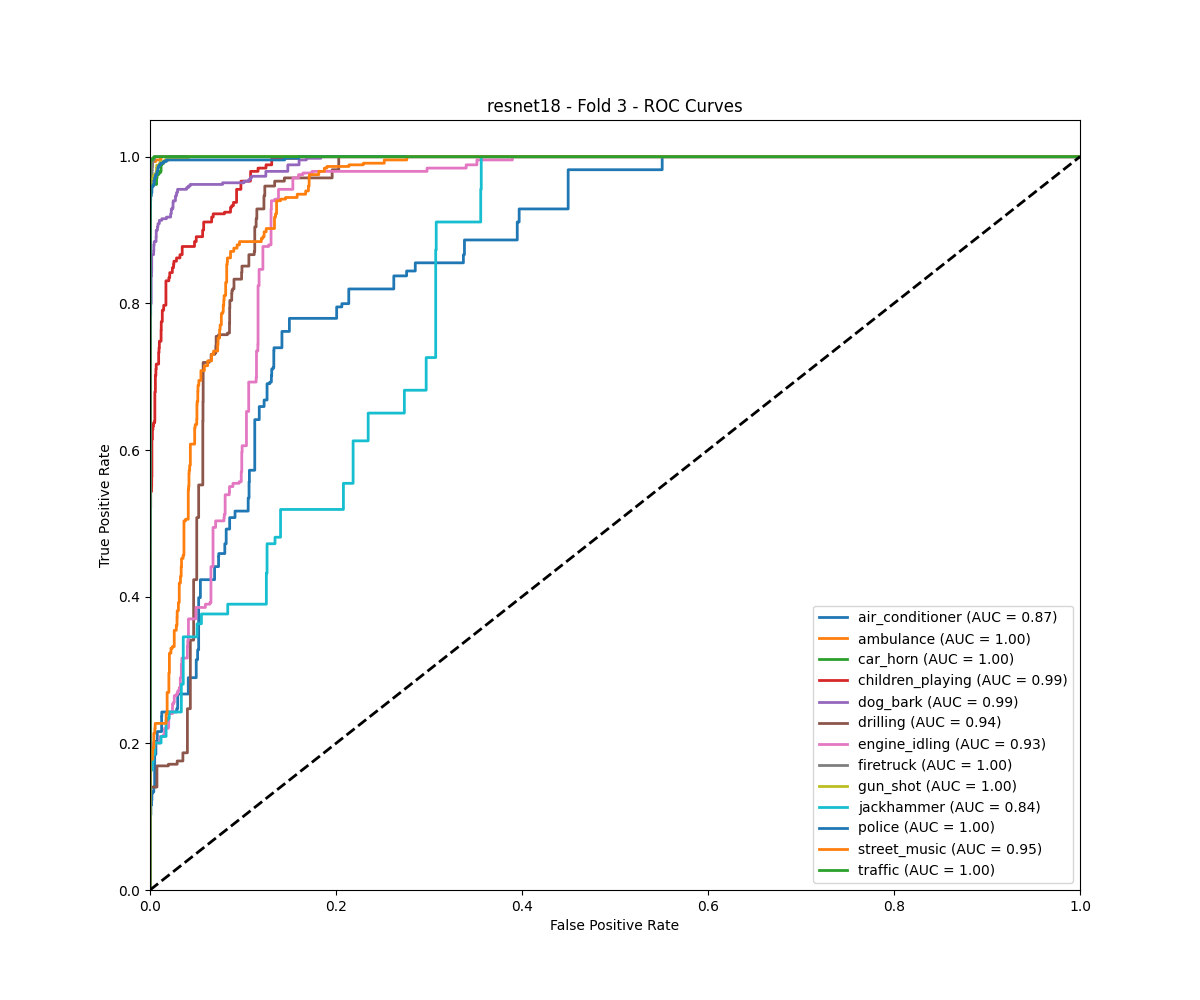 resnet18 - Fold 3 - ROC Curves
True Positive Rate
1.0
0.8
0.6
0.4
0.2
0.0
air_conditioner (AUC = 0.87)
ambulance (AUC = 1.00)
car_horn (AUC = 1.00)
children_playing (AUC = 0.99)
dog_bark (AUC = 0.99)
drilling (AUC = 0.94)
engine_idling (AUC = 0.93)
firetruck (AUC = 1.00)
gun_shot (AUC = 1.00)
jackhammer (AUC = 0.84)
police (AUC = 1.00)
street_music (AUC = 0.95)
traffic (AUC = 1.00)
0.0 0.2 0.4 0.6 0.8 1.0
False Positive Rate